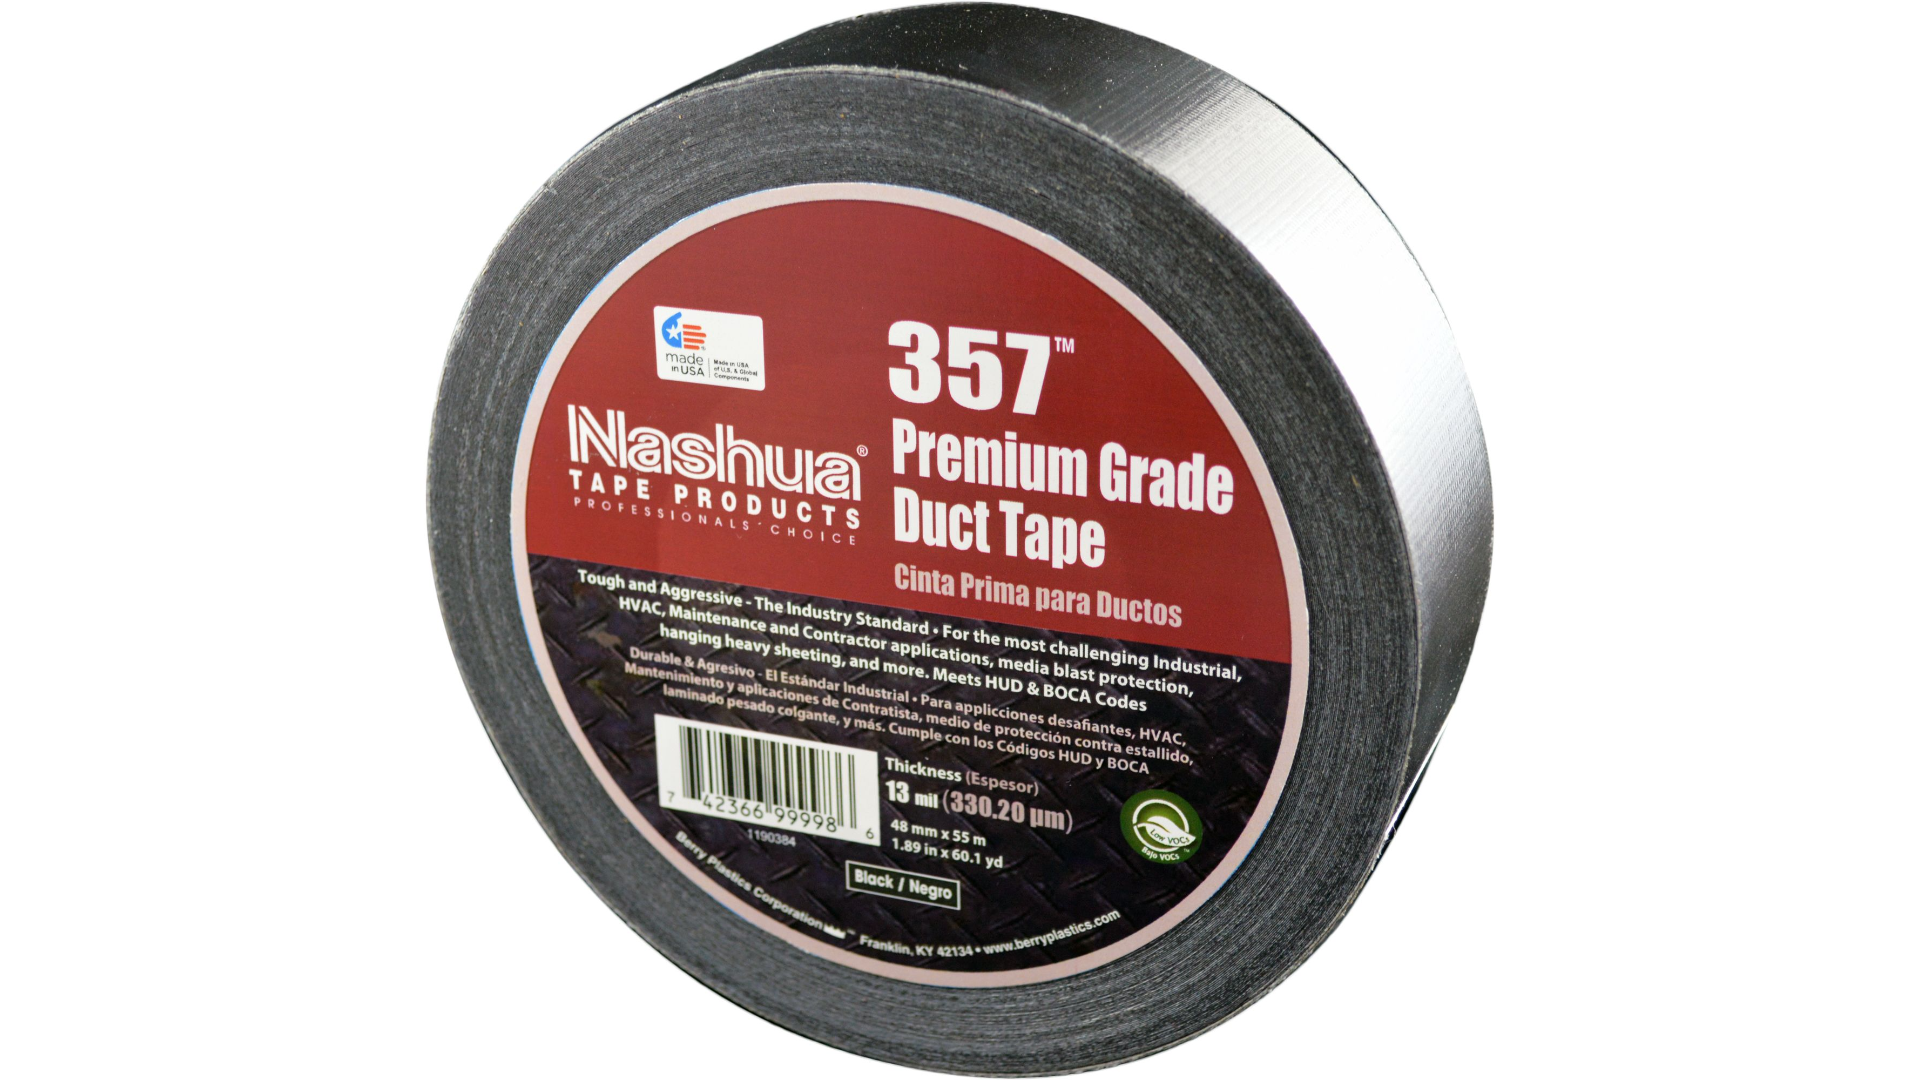 made
in USA
Made in USA
of U.S. & Global
Components
Nashua®
TAPE PRODUCTS
PROFESSIONALS' CHOICE
357™
Premium Grade
Duct Tape
Cinta Prima para Ductos
Tough and Aggressive - The Industry Standard • For the most challenging Industrial,
HVAC, Maintenance and Contractor applications, media blast protection,
hanging heavy sheeting, and more. Meets HUD & BOCA Codes
Durable & Agresivo - El Estándar Industrial • Para applicciones desafiantes, HVAC,
Mantenimiento y aplicaciones de Contratista, medio de protección contra estallido,
laminado pesado colgante, y más. Cumple con los Códigos HUD y BOCA
7 42366 99998 6
1190384
Thickness (Espesor)
13 mil (330.20 µm)
48 mm x 55 m
1.89 in x 60.1 yd
Black / Negro
Low VOCs
Bajo VOCs ™
Berry Plastics Corporation ™ Franklin, KY 42134 • www.berryplastics.com